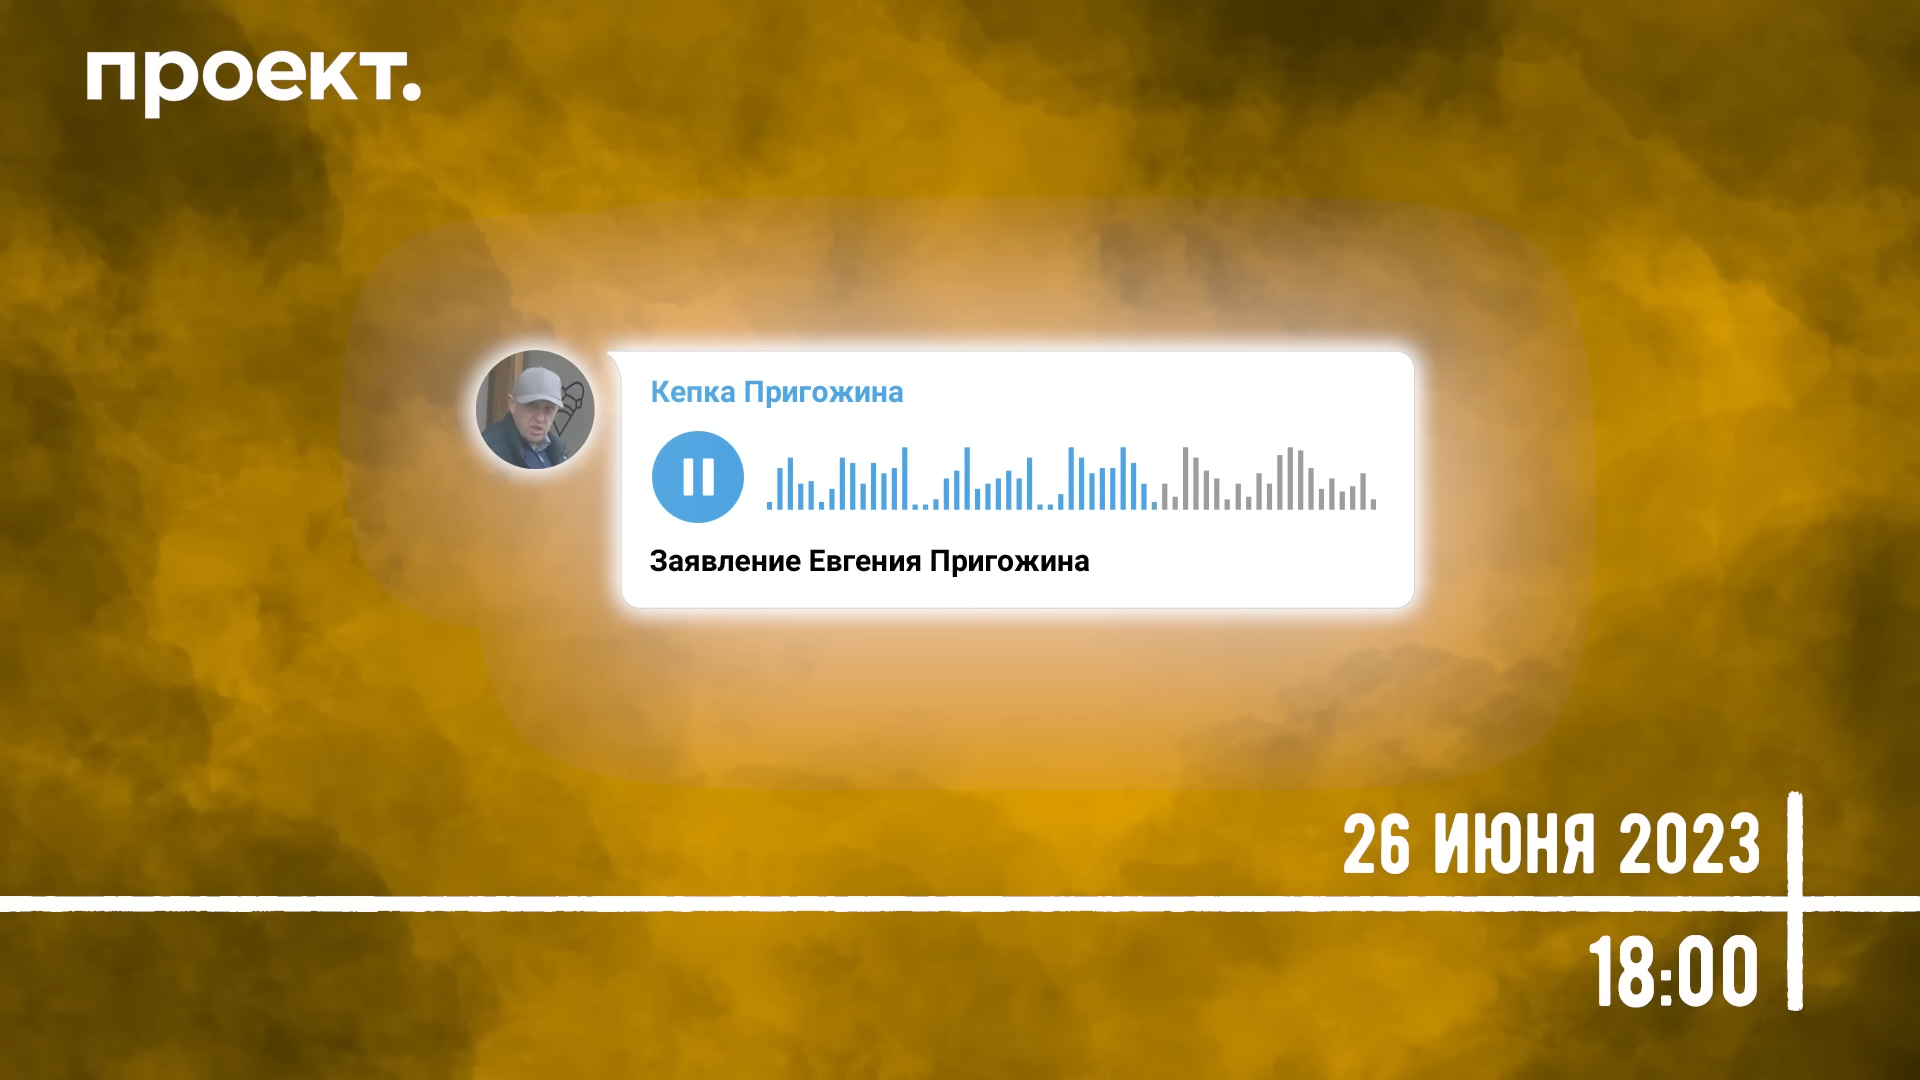 проект.
Кепка Пригожина
Заявление Евгения Пригожина
26 ИЮНЯ 2023
18:00